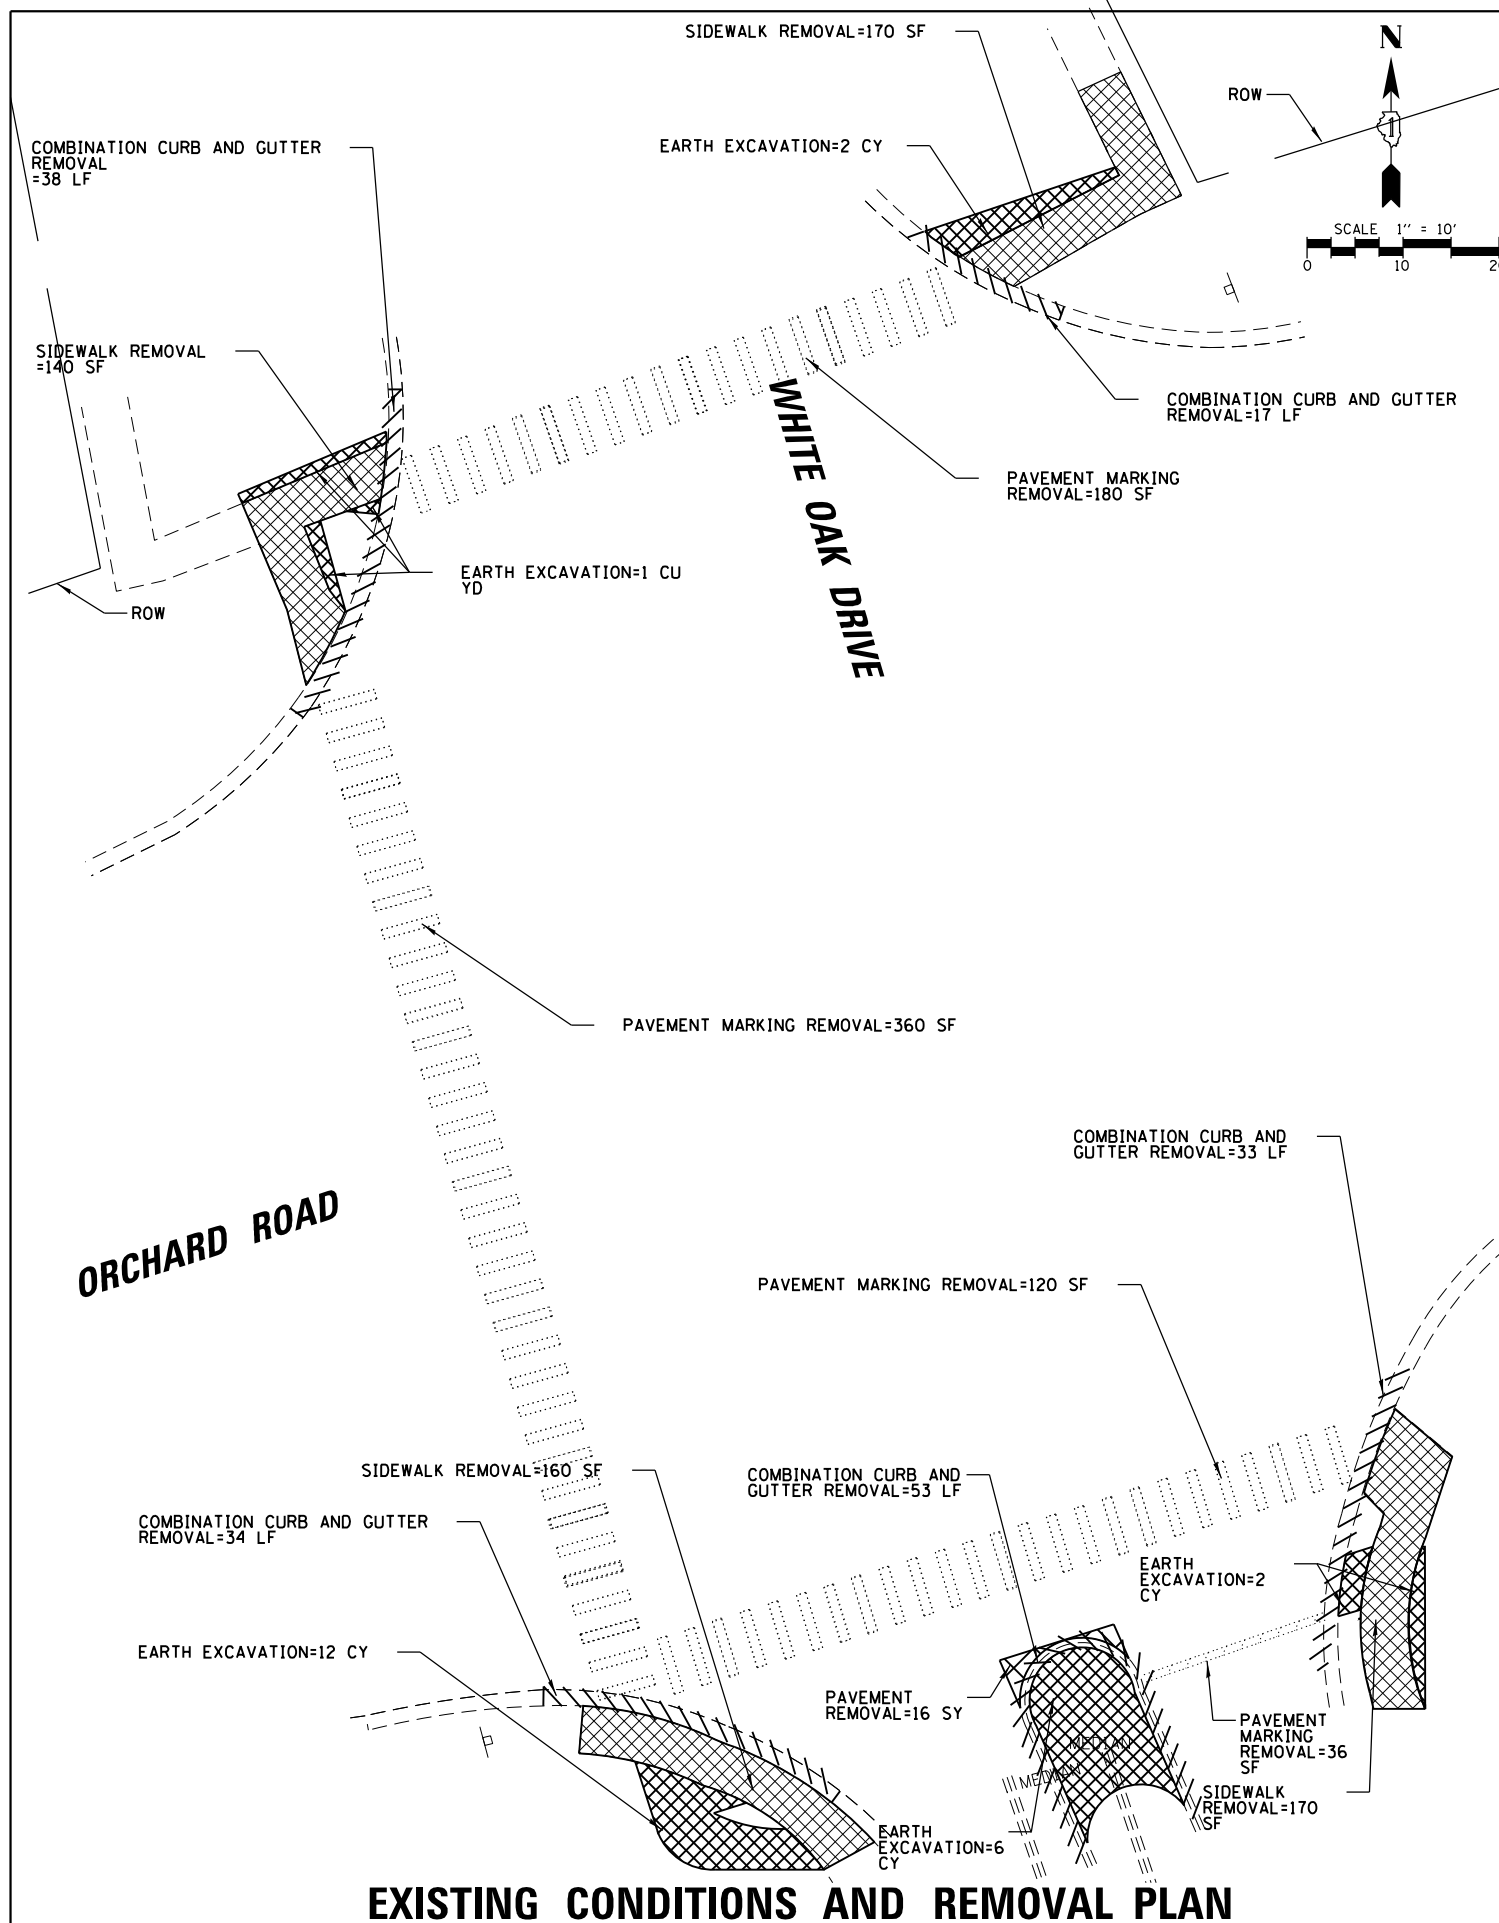 SIDEWALK REMOVAL=170 SF
N
ROW
1
COMBINATION CURB AND GUTTER
REMOVAL
=38 LF
EARTH EXCAVATION=2 CY
SCALE 1" = 10'
0 10
SIDEWALK REMOVAL
=140 SF
COMBINATION CURB AND GUTTER
REMOVAL=17 LF
WHITE OAK DRIVE
PAVEMENT MARKING
REMOVAL=180 SF
EARTH EXCAVATION=1 CU
YD
ROW
PAVEMENT MARKING REMOVAL=360 SF
COMBINATION CURB AND
GUTTER REMOVAL=33 LF
ORCHARD ROAD
PAVEMENT MARKING REMOVAL=120 SF
SIDEWALK REMOVAL=160 SF
COMBINATION CURB AND
GUTTER REMOVAL=53 LF
COMBINATION CURB AND GUTTER
REMOVAL=34 LF
EARTH
EXCAVATION=2
CY
EARTH EXCAVATION=12 CY
PAVEMENT
REMOVAL=16 SY
PAVEMENT
MARKING
REMOVAL=36
SF
MEDIAN
MEDIAN
SIDEWALK
REMOVAL=170
SF
EARTH
EXCAVATION=6
CY
EXISTING CONDITIONS AND REMOVAL PLAN